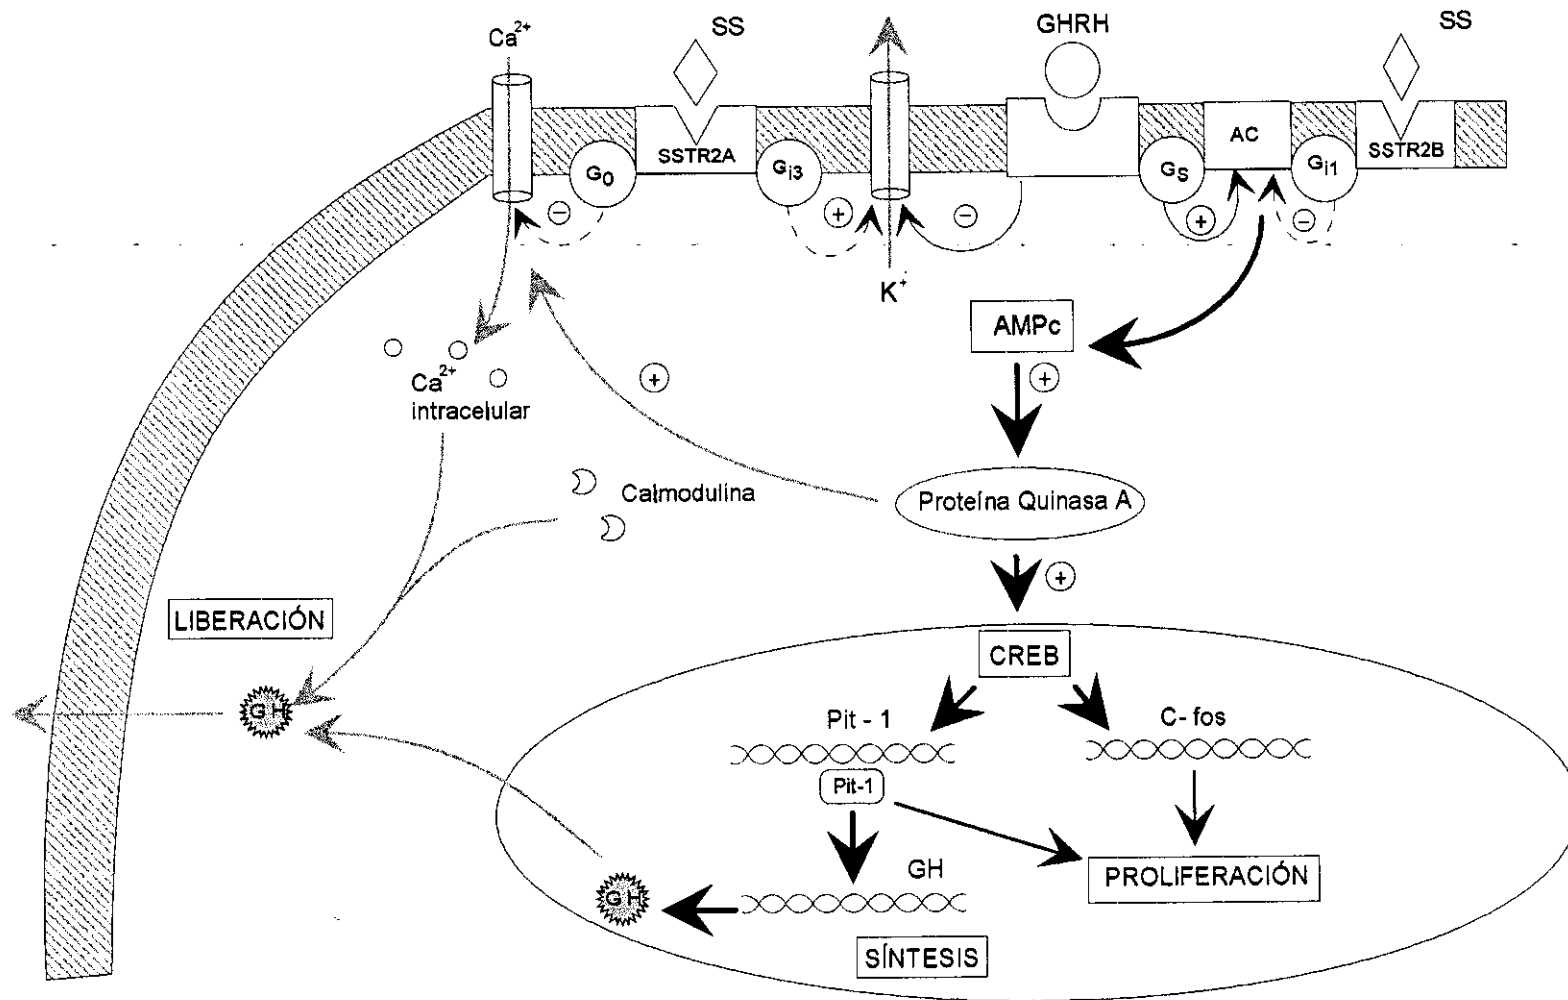 Ca2+
SS
GHRH
SS
SSTR2A
AC
SSTR2B
G0
Gi3
GS
Gi1
−
+
−
+
−
K+
AMPc
+
+
Ca2+
intracelular
Calmodulina
Proteína Quinasa A
+
LIBERACIÓN
CREB
GH
Pit - 1
C- fos
Pit-1
GH
GH
PROLIFERACIÓN
SÍNTESIS